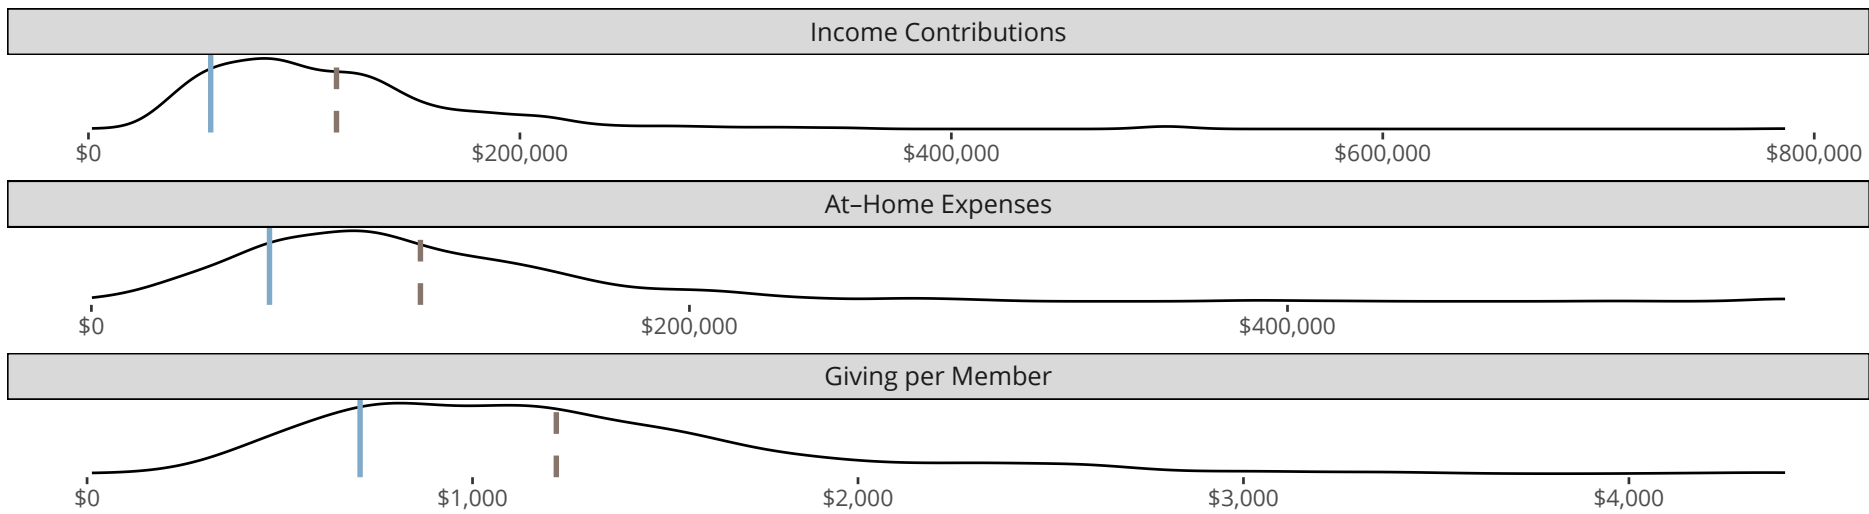 Income Contributions
$0 $200,000 $400,000 $600,000 $800,000
At–Home Expenses
$0 $200,000 $400,000
Giving per Member
$0 $1,000 $2,000 $3,000 $4,000